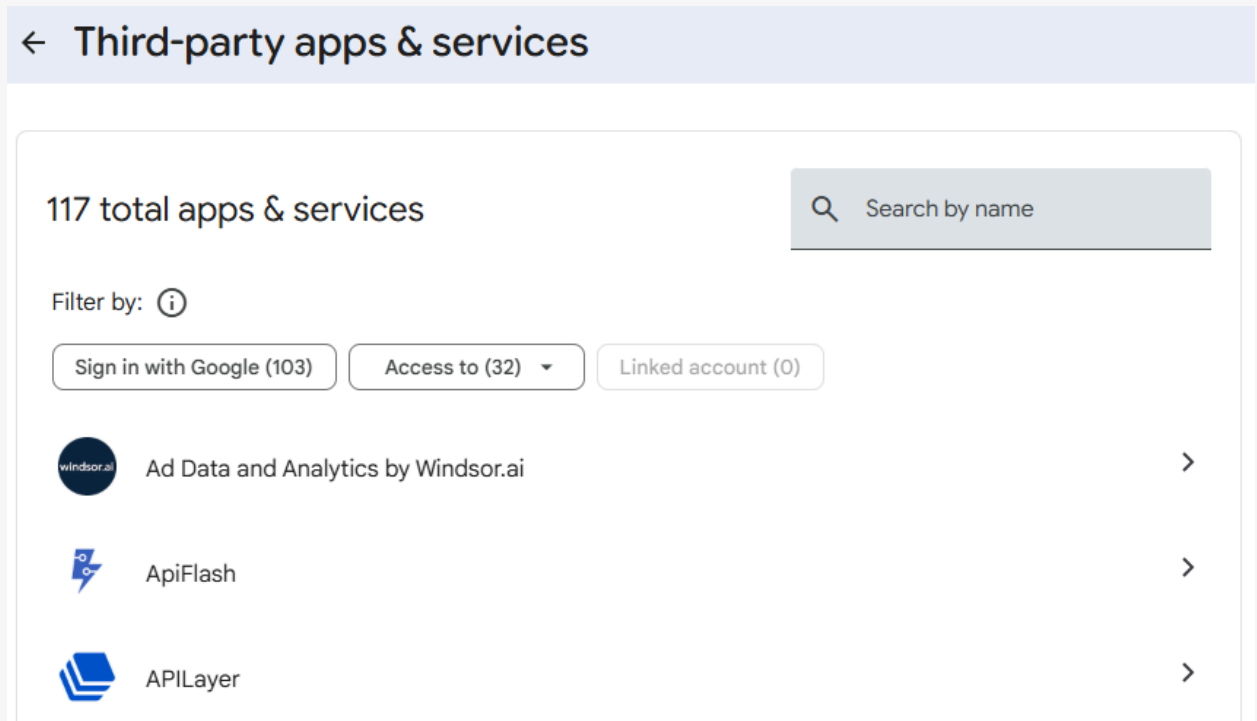 Third-party apps & services
117 total apps & services
Search by name
Filter by:
Sign in with Google (103)
Access to (32)
Linked account (0)
windsor.ai
Ad Data and Analytics by Windsor.ai
ApiFlash
APILayer